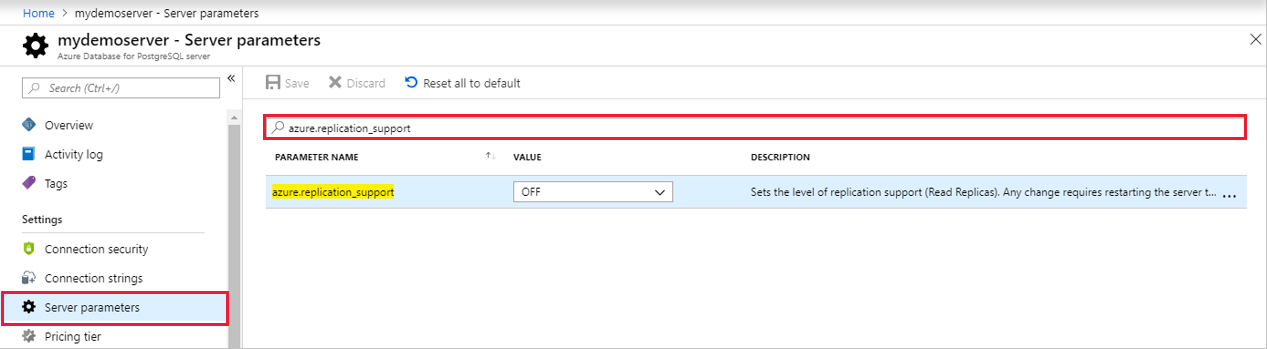 Home > mydemoserver - Server parameters
mydemoserver - Server parameters
Azure Database for PostgreSQL server
Search (Ctrl+/)
Overview
Activity log
Tags
Settings
Connection security
Connection strings
Server parameters
Pricing tier
Save Discard Reset all to default
azure.replication_support
PARAMETER NAME VALUE DESCRIPTION
azure.replication_support OFF Sets the level of replication support (Read Replicas). Any change requires restarting the server t... ...